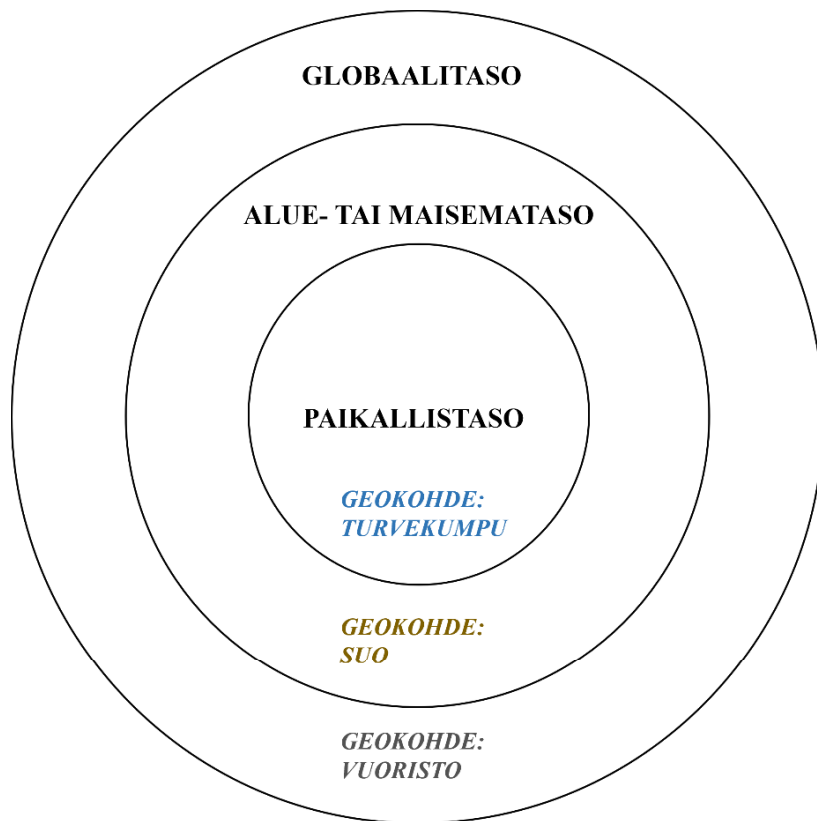 GLOBAALITASO
ALUE- TAI MAISEMATASO
PAIKALLISTASO
GEOKOHDE:
TURVEKUMPU
GEOKOHDE:
SUO
GEOKOHDE:
VUORISTO